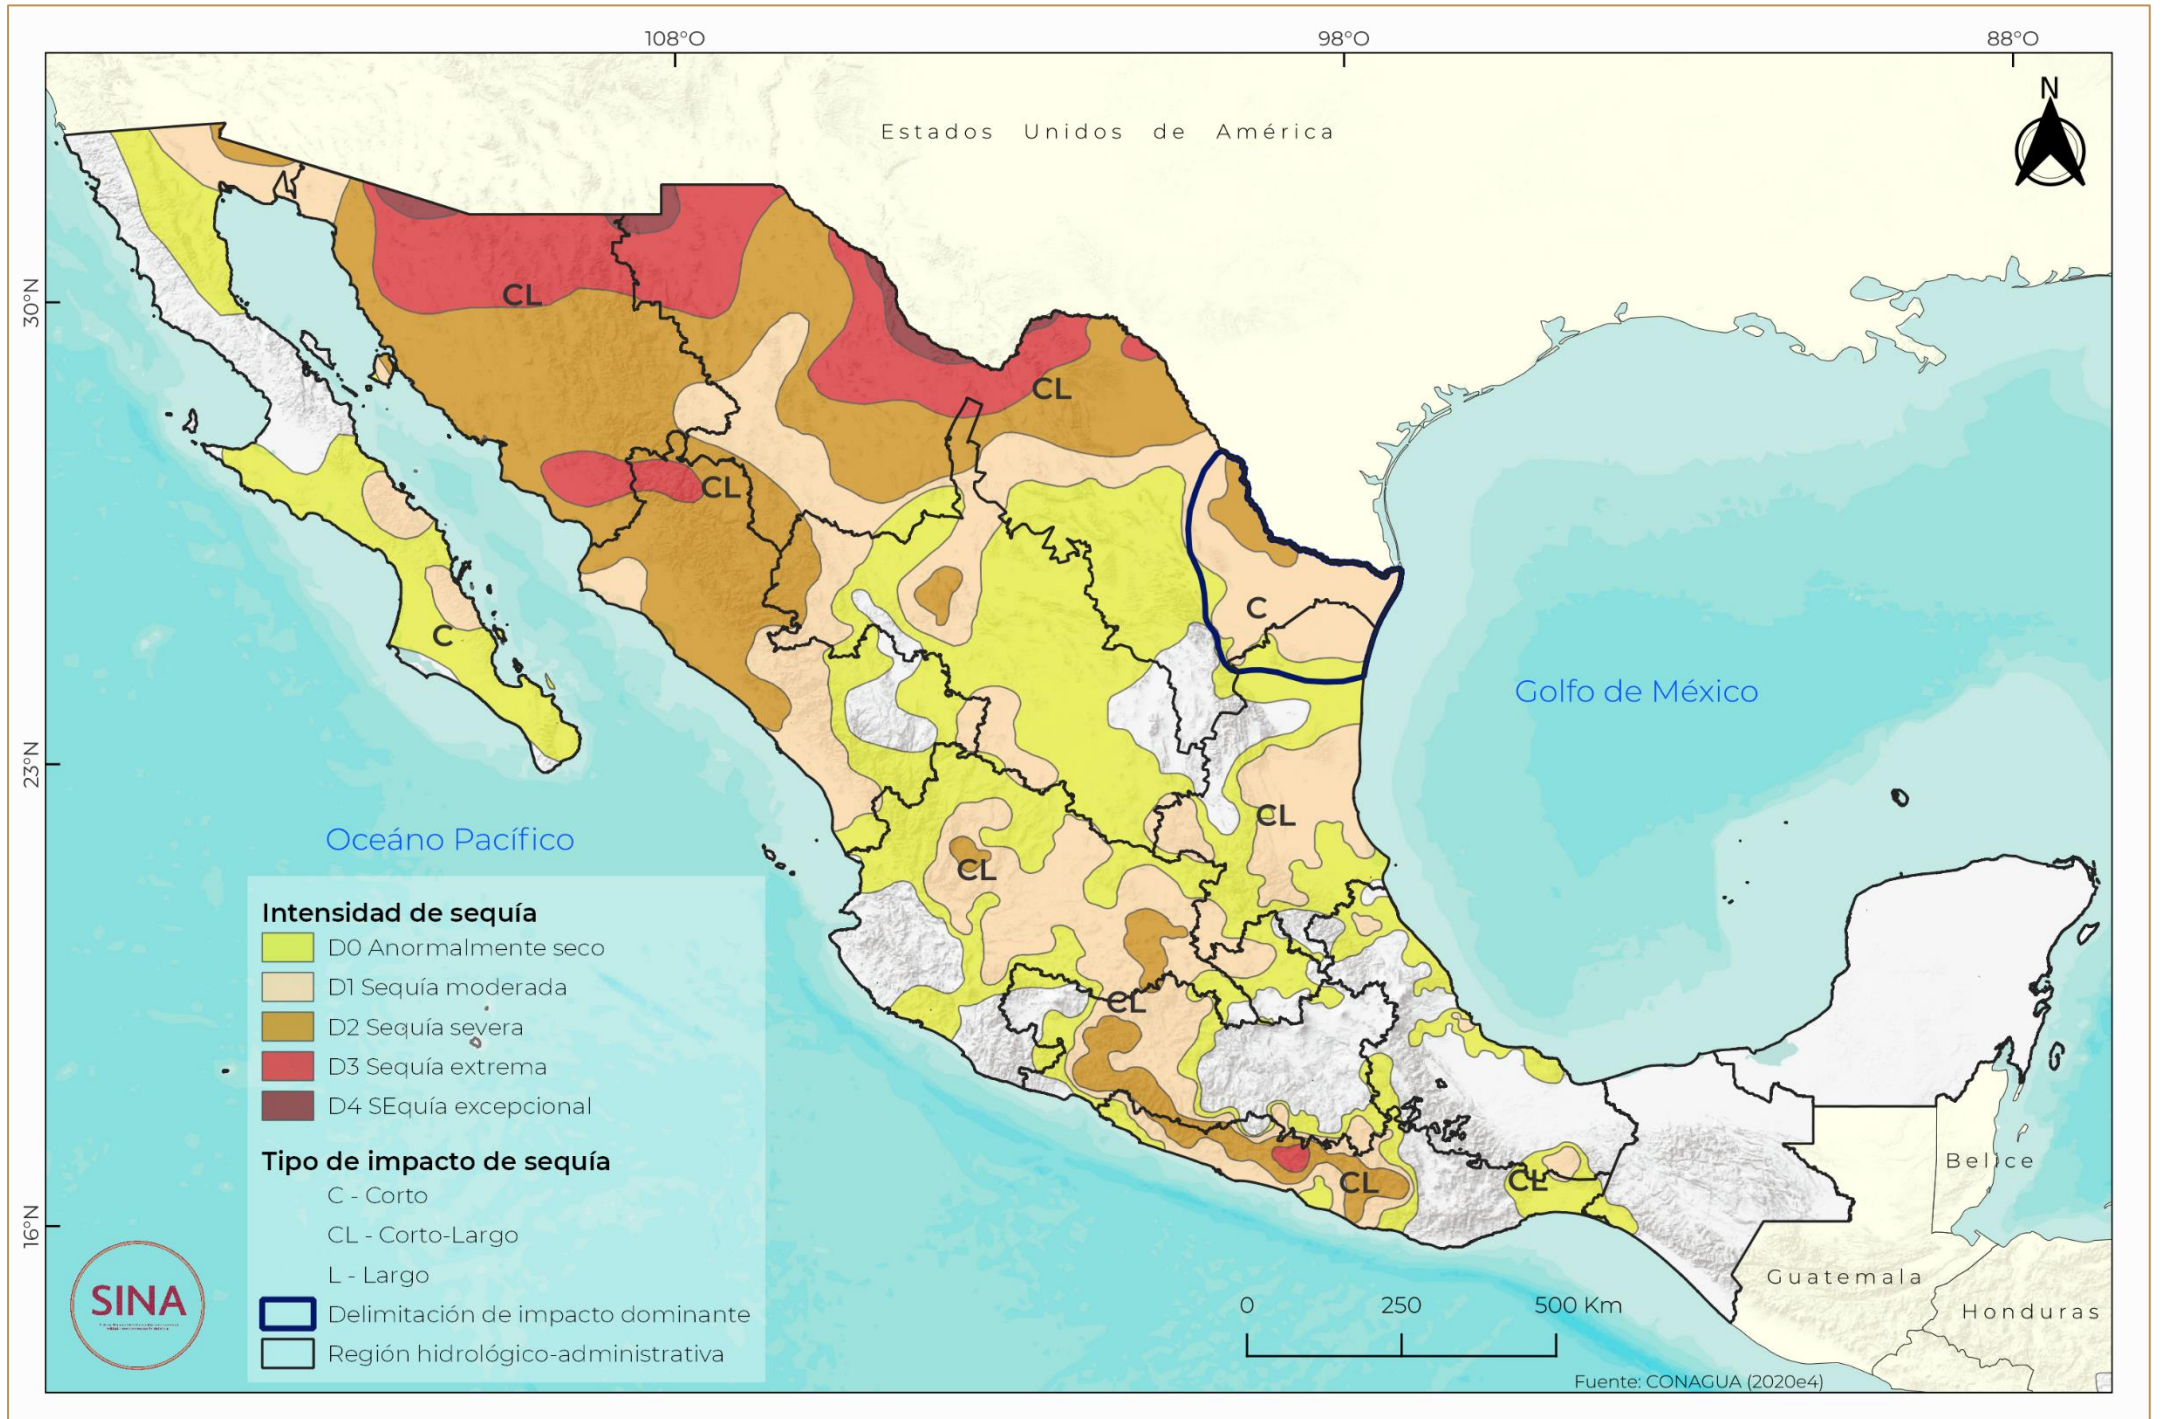 108°O
98°O
88°O
N
Estados Unidos de América
30°N
CL
CL
CL
C
C
Golfo de México
23°N
CL
Oceáno Pacífico
CL
Intensidad de sequía
D0 Anormalmente seco
D1 Sequía moderada
D2 Sequía severa
D3 Sequía extrema
D4 SEquía excepcional
CL
Tipo de impacto de sequía
C - Corto
CL - Corto-Largo
L - Largo
Delimitación de impacto dominante
Región hidrológico-administrativa
Belice
CL
CL
16°N
Guatemala
Honduras
0 250 500 Km
SINA
Fuente: CONAGUA (2020e4)